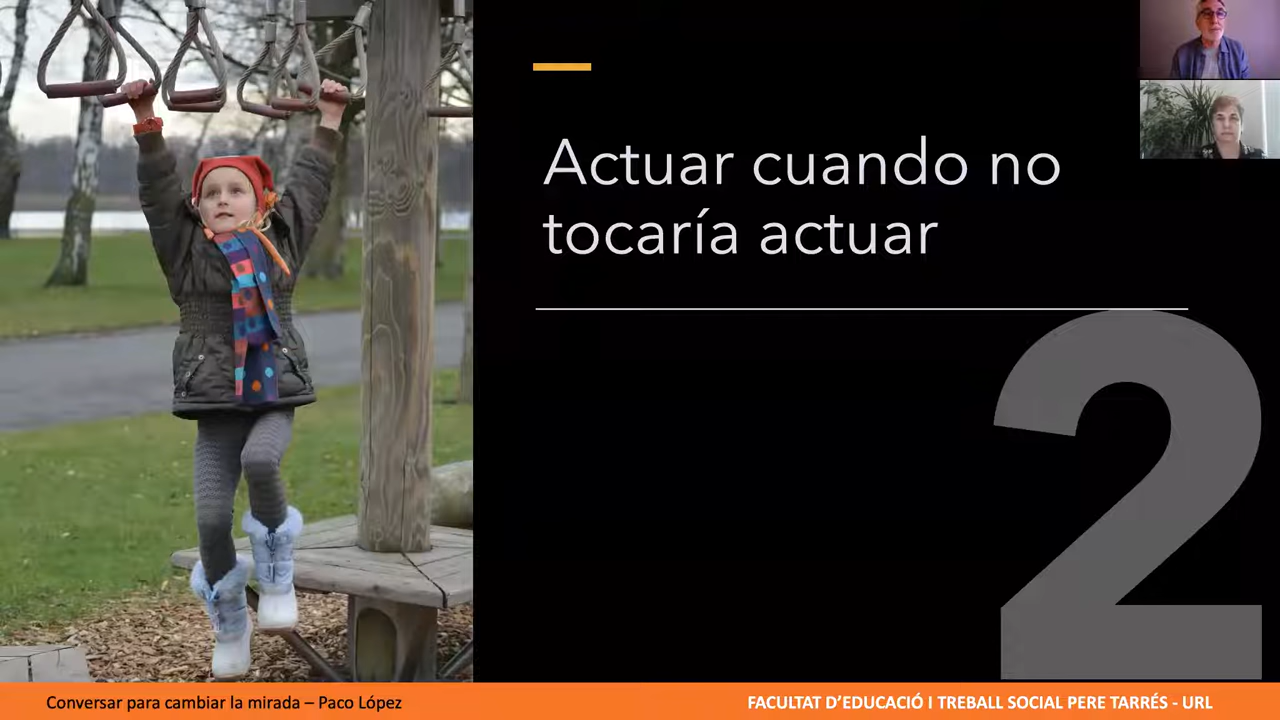 Actuar cuando no
tocaría actuar
2
Conversar para cambiar la mirada – Paco López
FACULTAT D’EDUCACIÓ I TREBALL SOCIAL PERE TARRÉS - URL